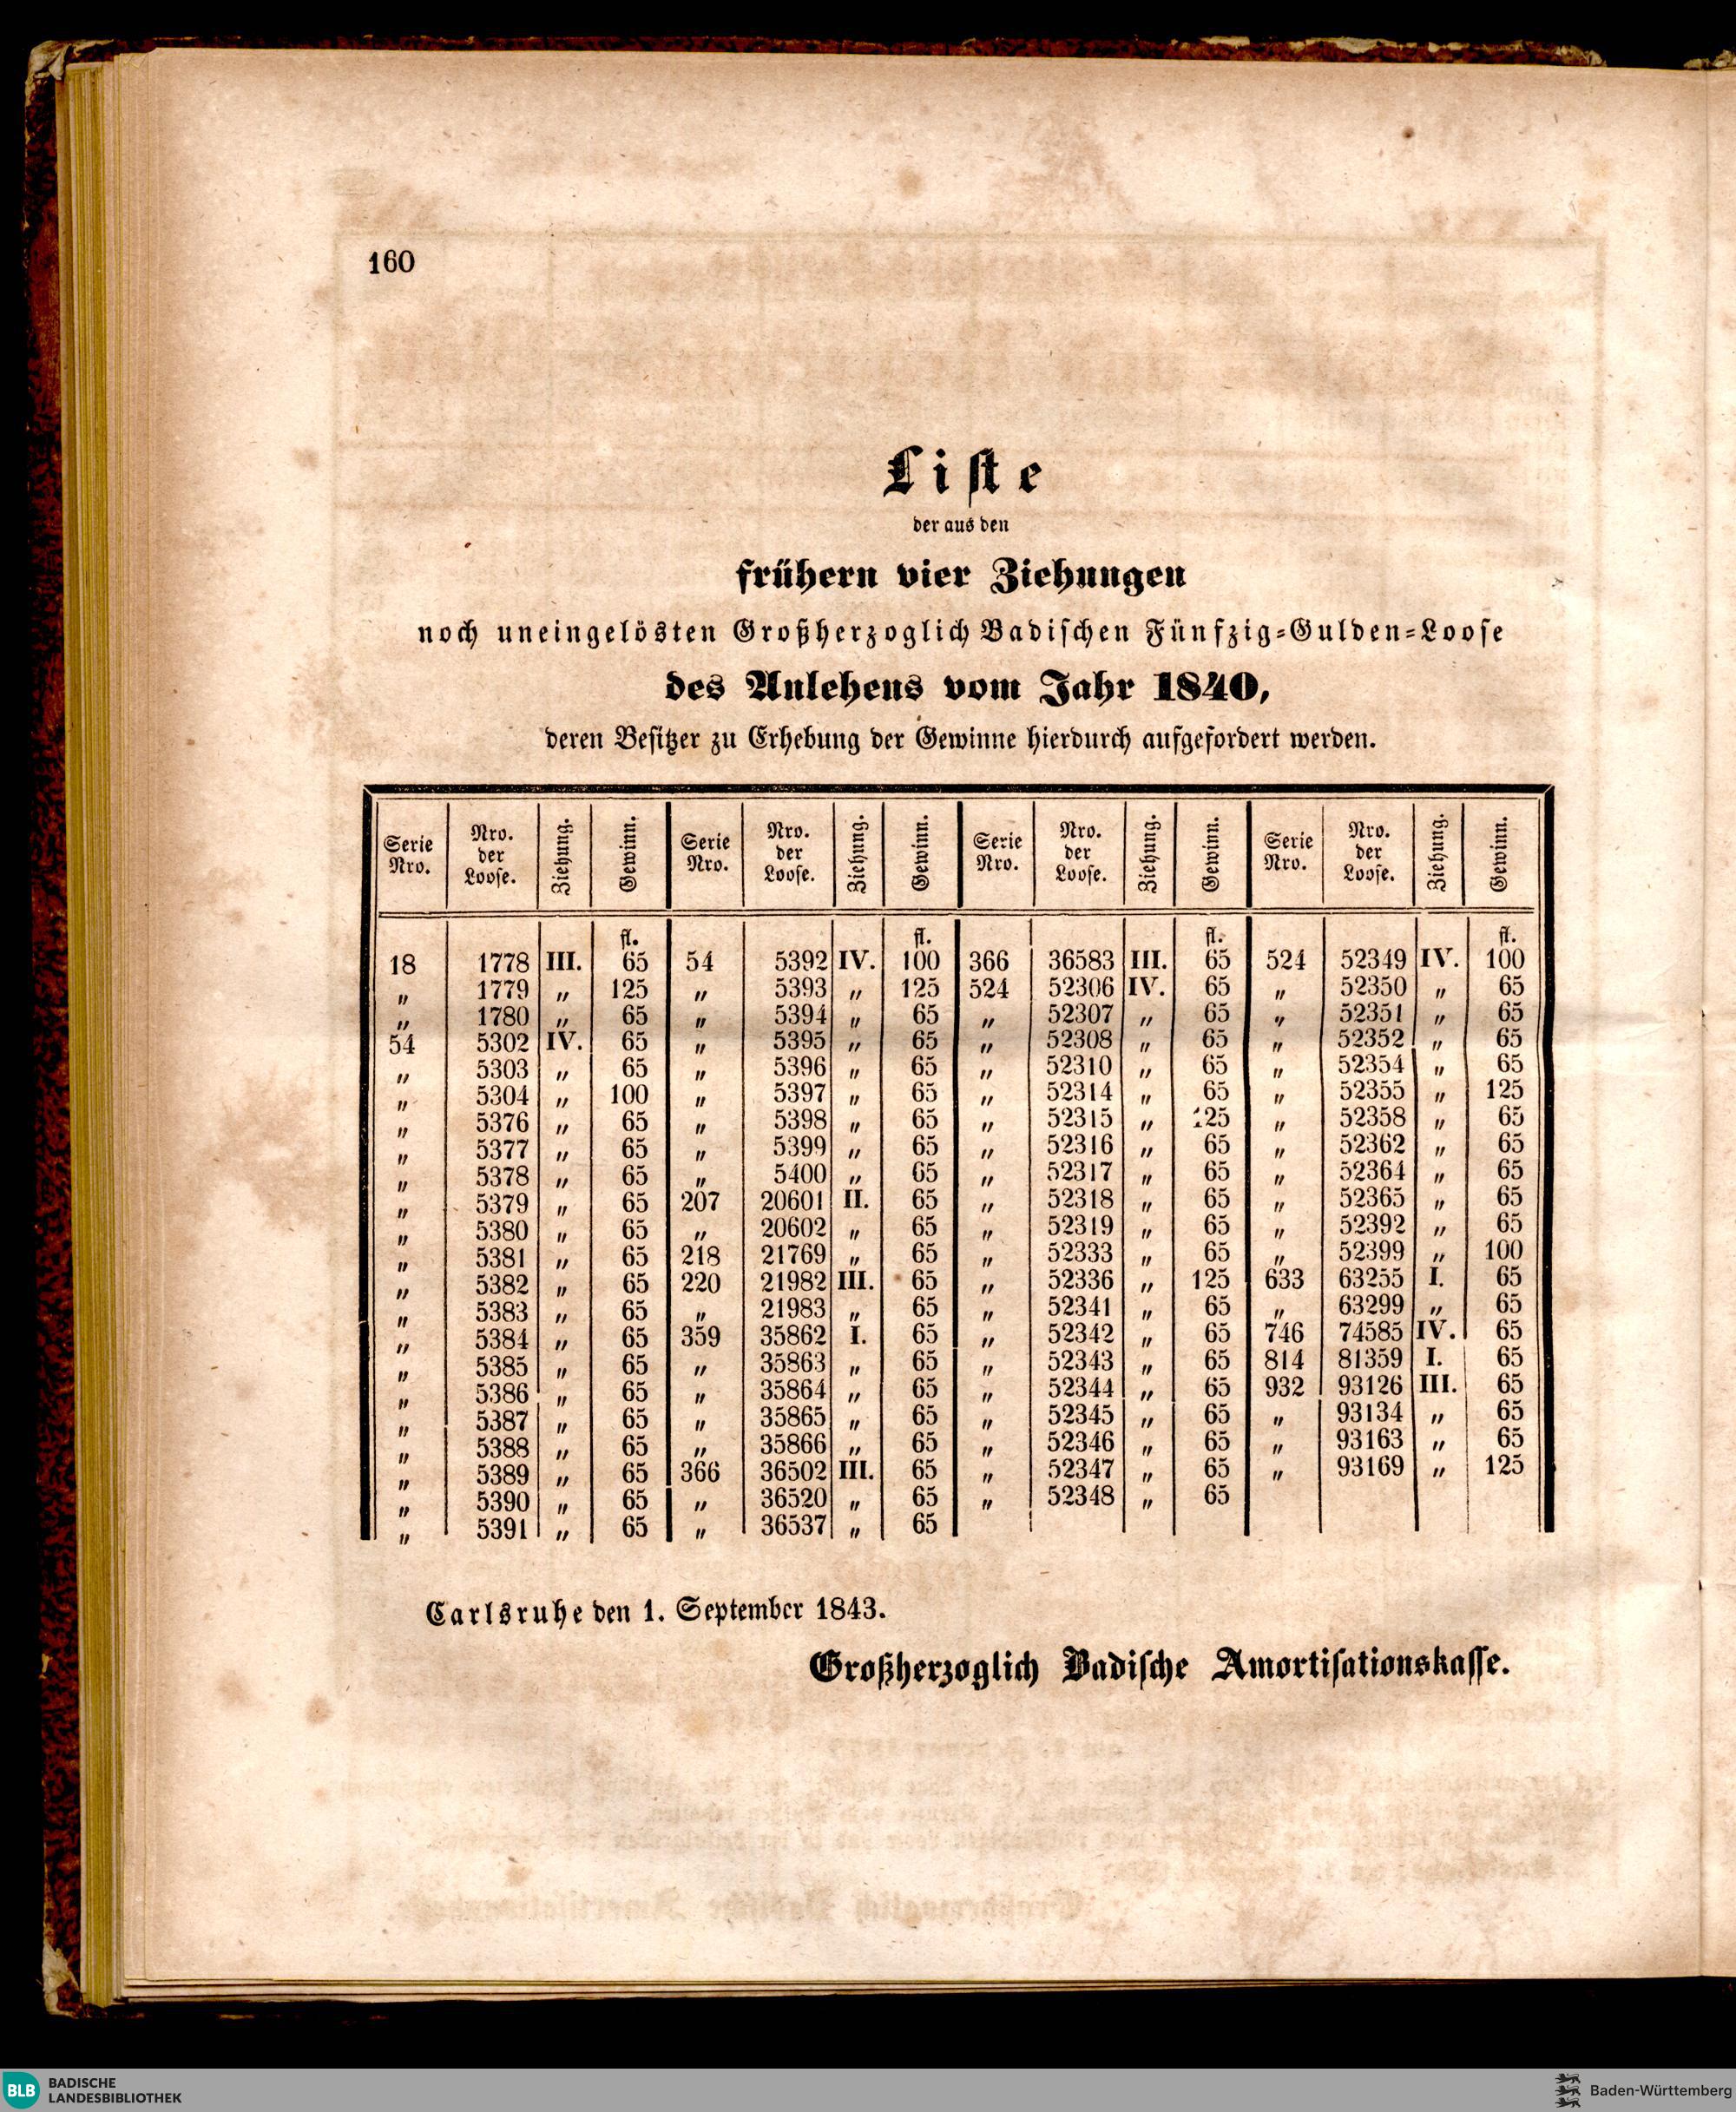 160
Liste
der aus den
frühern vier Ziehungen
noch uneingelösten Großherzoglich Badischen Fünfzig=Gulden=Loose
des Anlehens vom Jahr 1840,
deren Besitzer zu Erhebung der Gewinne hierdurch aufgefordert werden.
Serie Nro. | Nro. der Loose. | Ziehung. | Gewinn. | Serie Nro. | Nro. der Loose. | Ziehung. | Gewinn. | Serie Nro. | Nro. der Loose. | Ziehung. | Gewinn. | Serie Nro. | Nro. der Loose. | Ziehung. | Gewinn.
fl. | fl. | fl. | fl.
18 | 1778 | III. | 65 | 54 | 5392 | IV. | 100 | 366 | 36583 | III. | 65 | 524 | 52349 | IV. | 100
„ | 1779 | „ | 125 | „ | 5393 | „ | 125 | 524 | 52306 | IV. | 65 | „ | 52350 | „ | 65
„ | 1780 | „ | 65 | „ | 5394 | „ | 65 | „ | 52307 | „ | 65 | „ | 52351 | „ | 65
54 | 5302 | IV. | 65 | „ | 5395 | „ | 65 | „ | 52308 | „ | 65 | „ | 52352 | „ | 65
„ | 5303 | „ | 65 | „ | 5396 | „ | 65 | „ | 52310 | „ | 65 | „ | 52354 | „ | 65
„ | 5304 | „ | 100 | „ | 5397 | „ | 65 | „ | 52314 | „ | 65 | „ | 52355 | „ | 125
„ | 5376 | „ | 65 | „ | 5398 | „ | 65 | „ | 52315 | „ | 125 | „ | 52358 | „ | 65
„ | 5377 | „ | 65 | „ | 5399 | „ | 65 | „ | 52316 | „ | 65 | „ | 52362 | „ | 65
„ | 5378 | „ | 65 | „ | 5400 | „ | 65 | „ | 52317 | „ | 65 | „ | 52364 | „ | 65
„ | 5379 | „ | 65 | 207 | 20601 | II. | 65 | „ | 52318 | „ | 65 | „ | 52365 | „ | 65
„ | 5380 | „ | 65 | „ | 20602 | „ | 65 | „ | 52319 | „ | 65 | „ | 52392 | „ | 65
„ | 5381 | „ | 65 | 218 | 21769 | „ | 65 | „ | 52333 | „ | 65 | „ | 52399 | „ | 100
„ | 5382 | „ | 65 | 220 | 21982 | III. | 65 | „ | 52336 | „ | 125 | 633 | 63255 | I. | 65
„ | 5383 | „ | 65 | „ | 21983 | „ | 65 | „ | 52341 | „ | 65 | „ | 63299 | „ | 65
„ | 5384 | „ | 65 | 359 | 35862 | I. | 65 | „ | 52342 | „ | 65 | 746 | 74585 | IV. | 65
„ | 5385 | „ | 65 | „ | 35863 | „ | 65 | „ | 52343 | „ | 65 | 814 | 81359 | I. | 65
„ | 5386 | „ | 65 | „ | 35864 | „ | 65 | „ | 52344 | „ | 65 | 932 | 93126 | III. | 65
„ | 5387 | „ | 65 | „ | 35865 | „ | 65 | „ | 52345 | „ | 65 | „ | 93134 | „ | 65
„ | 5388 | „ | 65 | „ | 35866 | „ | 65 | „ | 52346 | „ | 65 | „ | 93163 | „ | 65
„ | 5389 | „ | 65 | 366 | 36502 | III. | 65 | „ | 52347 | „ | 65 | „ | 93169 | „ | 125
„ | 5390 | „ | 65 | „ | 36520 | „ | 65 | „ | 52348 | „ | 65
„ | 5391 | „ | 65 | „ | 36537 | „ | 65
Carlsruhe den 1. September 1843.
Großherzoglich Badische Amortisationskasse.
BLB BADISCHE
LANDESBIBLIOTHEK
Baden-Württemberg